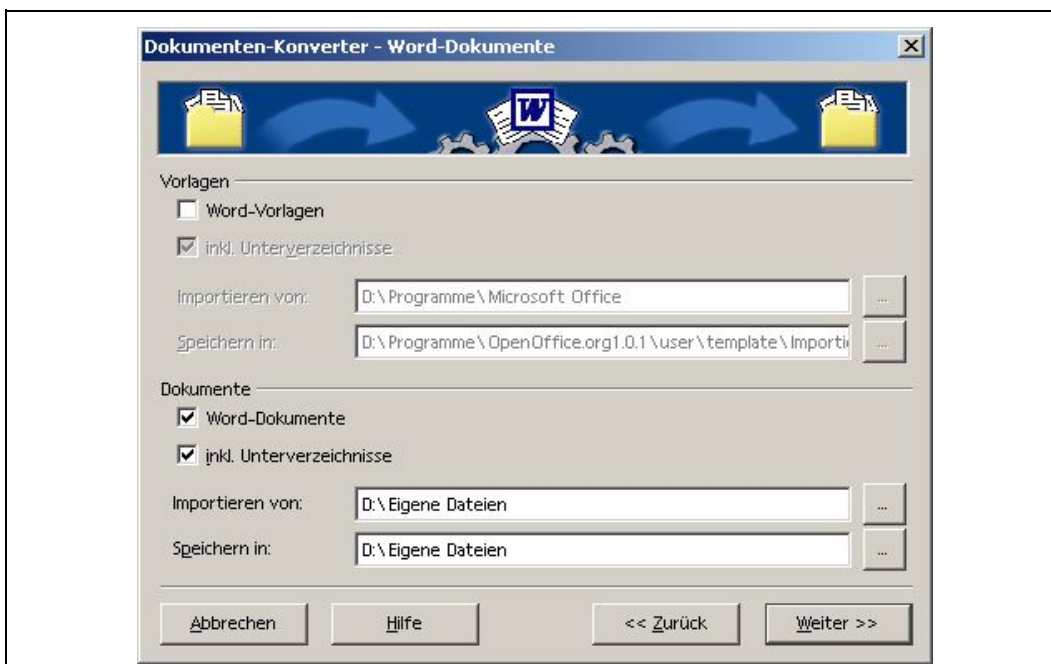 Dokumenten-Konverter - Word-Dokumente
W
Vorlagen
Word-Vorlagen
inkl. Unterverzeichnisse
Importieren von: D:\Programme\Microsoft Office ...
Speichern in: D:\Programme\OpenOffice.org1.0.1\user\template\Importi ...
Dokumente
Word-Dokumente
inkl. Unterverzeichnisse
Importieren von: D:\Eigene Dateien ...
Speichern in: D:\Eigene Dateien ...
Abbrechen Hilfe << Zurück Weiter >>